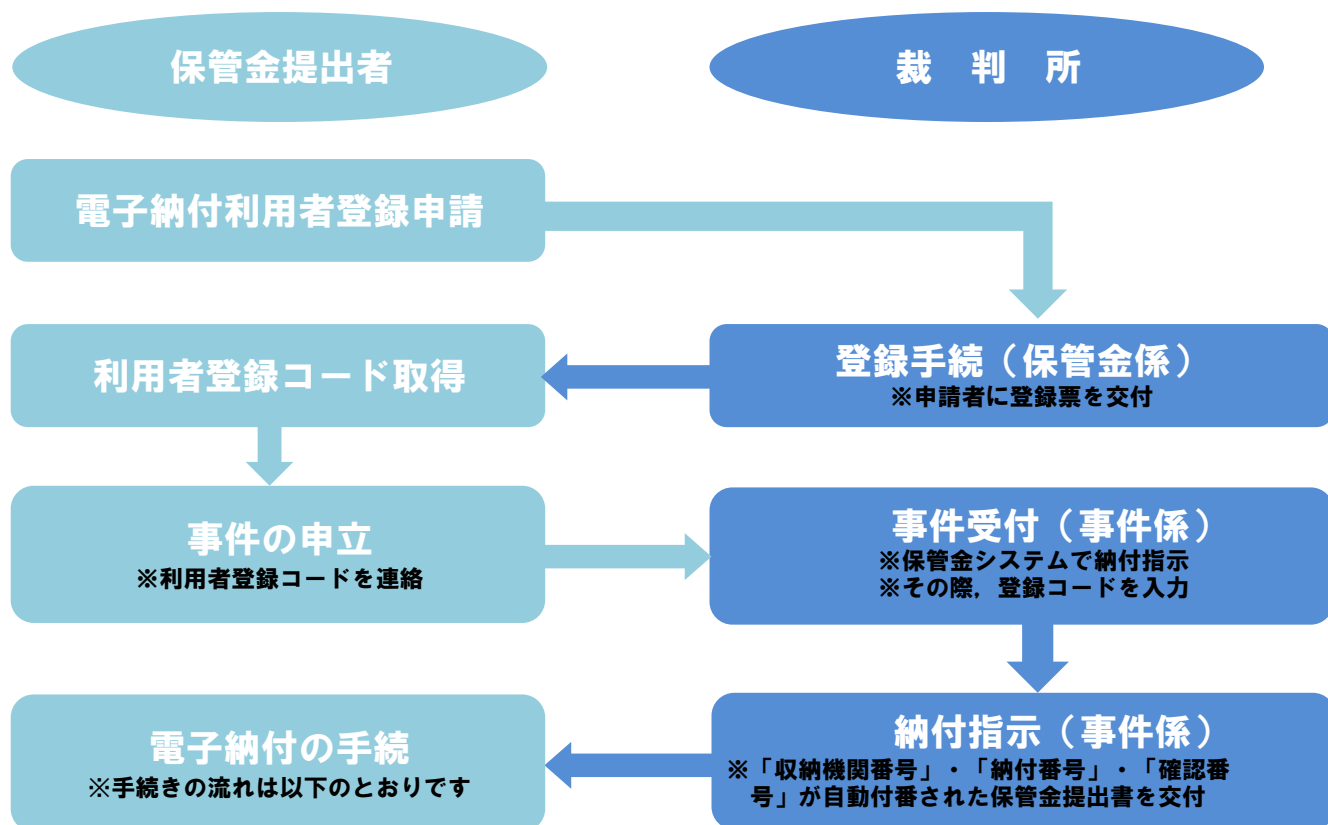 保管金提出者
裁　判　所
電子納付利用者登録申請
利用者登録コード取得
登録手続（保管金係）
※申請者に登録票を交付
事件の申立
※利用者登録コードを連絡
事件受付（事件係）
※保管金システムで納付指示
※その際，登録コードを入力
電子納付の手続
※手続きの流れは以下のとおりです
納付指示（事件係）
※「収納機関番号」・「納付番号」・「確認番
号」が自動付番された保管金提出書を交付